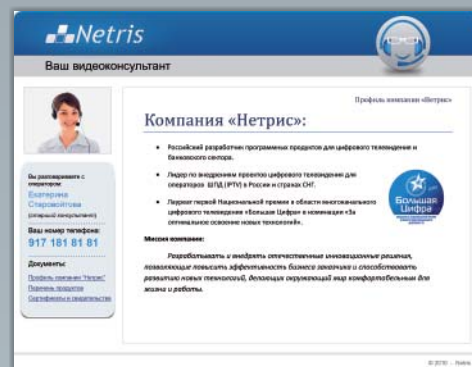 Netris
Ваш видеоконсультант
Вы разговариваете с
оператором:
Екатерина
Старовойтова
(старший консультант)
Ваш номер телефона:
917 181 81 81
Документы:
Профиль компании "Нетрис"
Перечень продуктов
Сертификаты и свидетельства
Профиль компании «Нетрис»
Компания «Нетрис»:
Российский разработчик программных продуктов для цифрового телевидения и
банковского сектора.
Лидер по внедрениям проектов цифрового телевидения для
операторов ШПД (IPTV) в России и странах СНГ.
Лауреат первой Национальной премии в области многоканального
цифрового телевидения «Большая Цифра» в номинации «За
оптимальное освоение новых технологий».
Большая
Цифра
Миссия компании:
Разрабатывать и внедрять отечественные инновационные решения,
позволяющие повысить эффективность бизнеса заказчика и способствовать
развитию новых технологий, делающих окружающий мир комфортабельным для
жизни и работы.
© 2010 - Netris